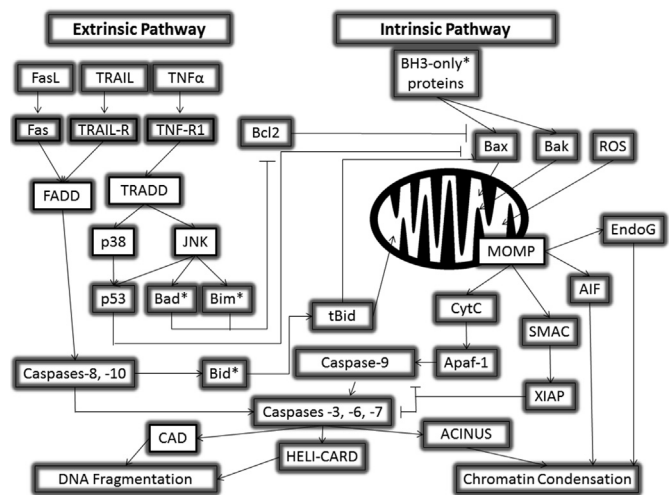 Extrinsic Pathway
Intrinsic Pathway
FasL
TRAIL
TNFα
BH3-only*
proteins
Fas
TRAIL-R
TNF-R1
Bcl2
Bax
Bak
ROS
FADD
TRADD
p38
JNK
MOMP
EndoG
p53
Bad*
Bim*
tBid
CytC
AIF
SMAC
Caspases-8, -10
Bid*
Caspase-9
Apaf-1
XIAP
Caspases -3, -6, -7
CAD
HELI-CARD
ACINUS
DNA Fragmentation
Chromatin Condensation